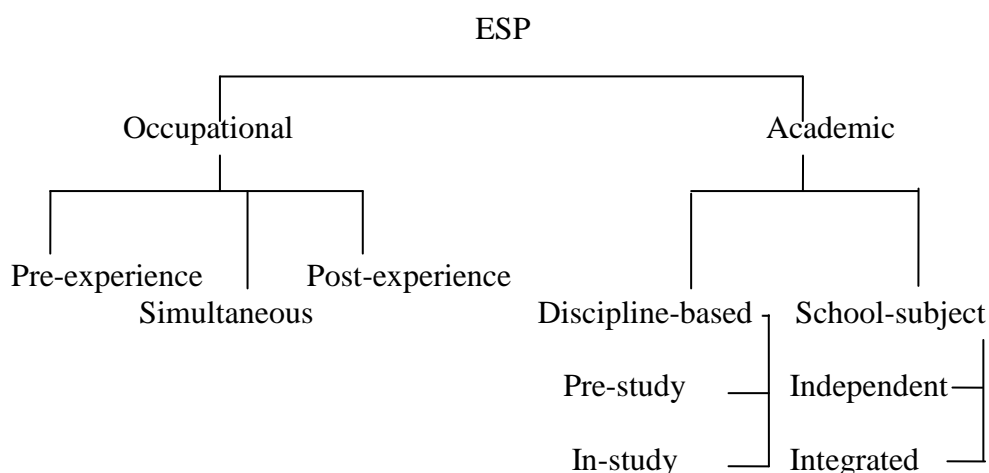 ESP
Occupational Academic
Pre-experience Post-experience
Simultaneous Discipline-based School-subject
Pre-study Independent
In-study Integrated